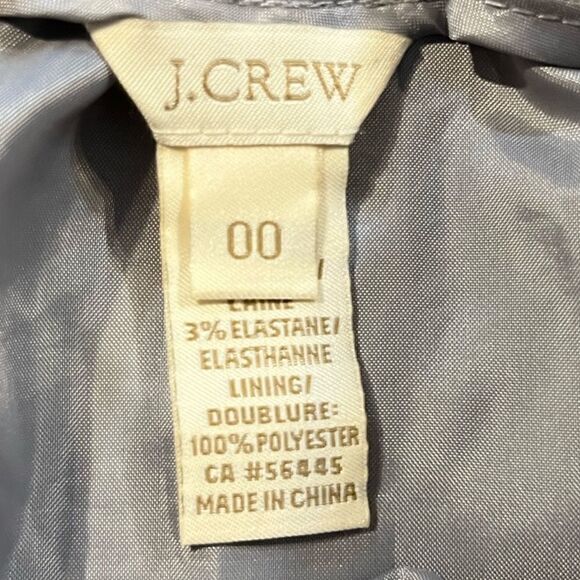 J.CREW
00
3% ELASTANE/
ELASTHANNE
LINING/
DOUBLURE:
100% POLYESTER
CA #56445
MADE IN CHINA